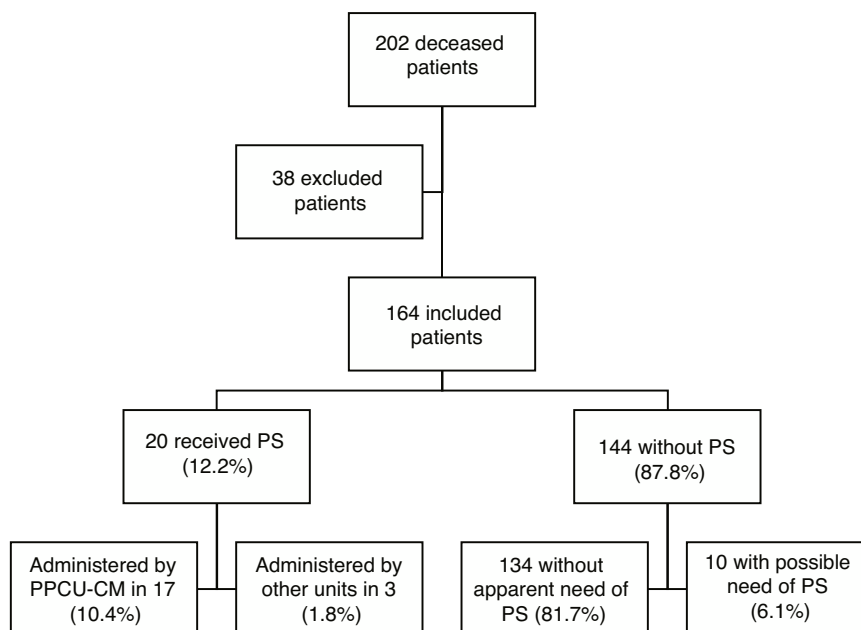 202 deceased
patients
38 excluded
patients
164 included
patients
20 received PS
(12.2%)
144 without PS
(87.8%)
Administered by
PPCU-CM in 17
(10.4%)
Administered by
other units in 3
(1.8%)
134 without
apparent need of
PS (81.7%)
10 with possible
need of PS
(6.1%)